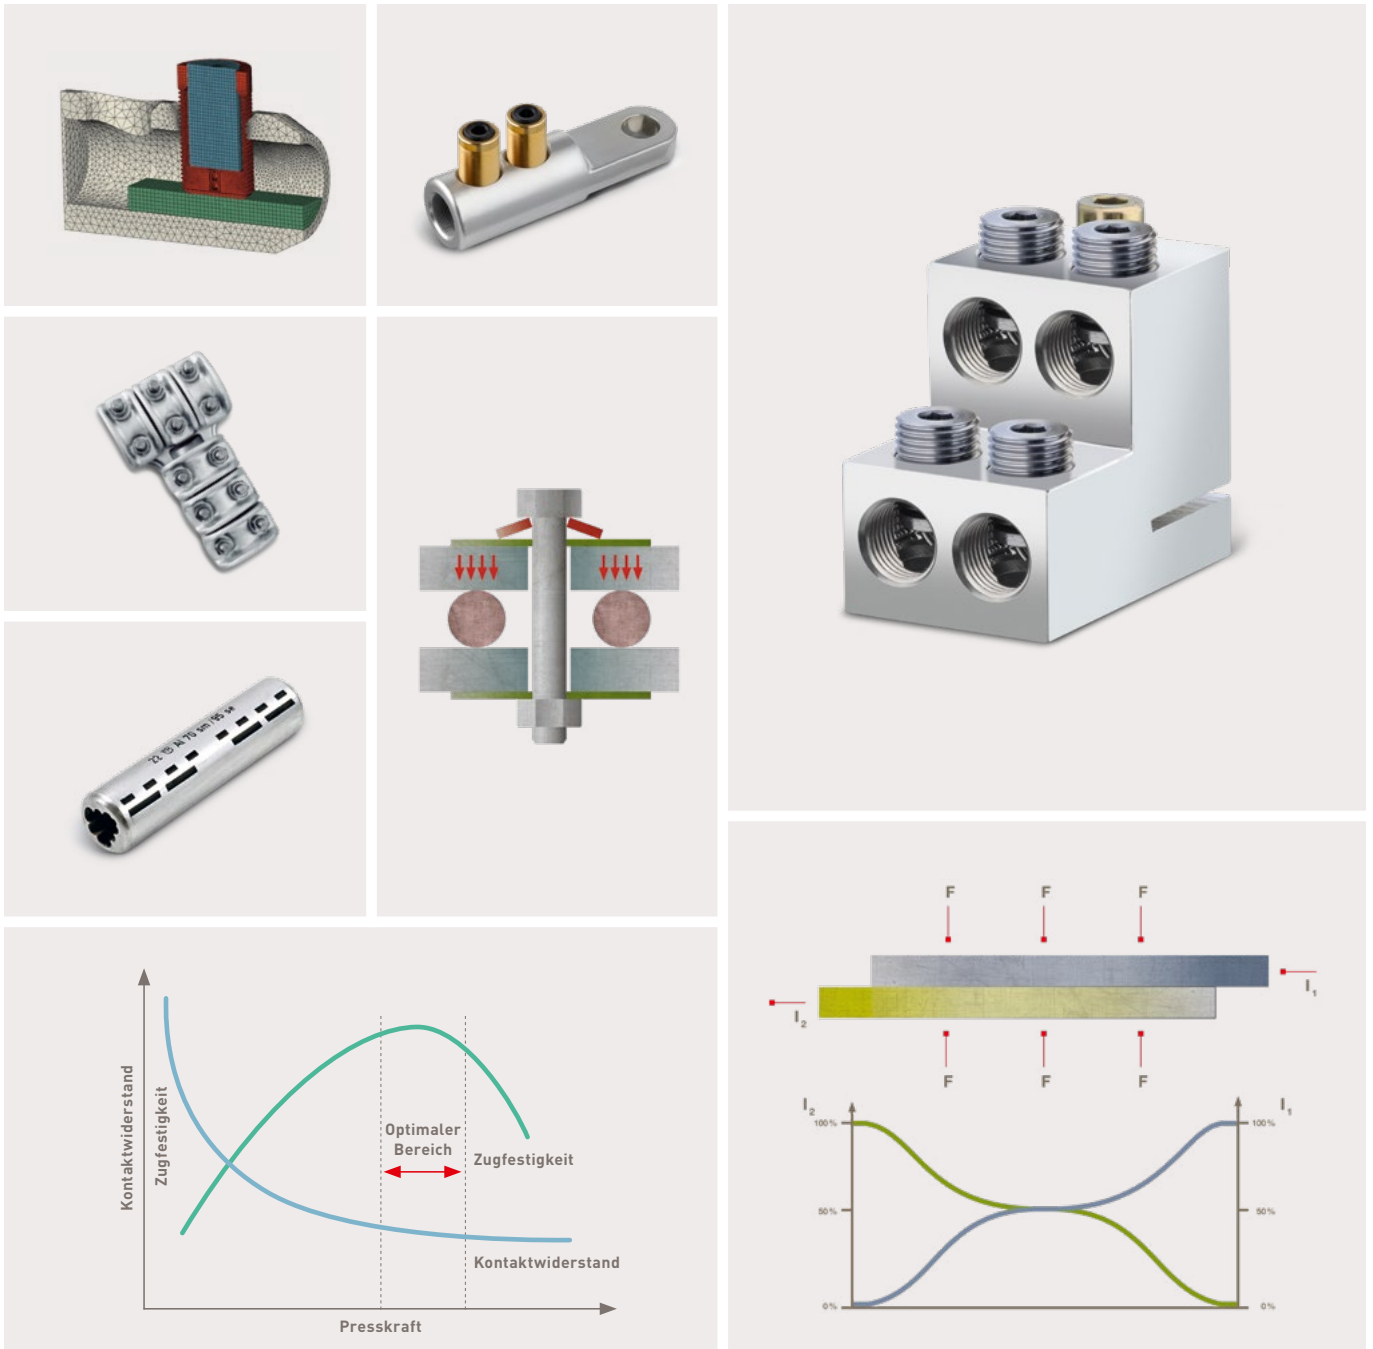 22 Al 70 sm/95 se
Kontaktwiderstand
Zugfestigkeit
Optimaler
Bereich
Zugfestigkeit
Kontaktwiderstand
Presskraft
F F F
I1
I2
F F F
I2 I1
100% 100%
50% 50%
0% 0%